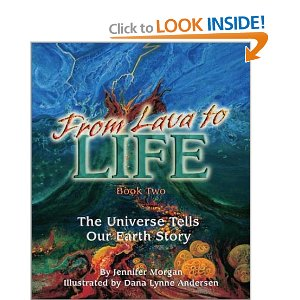 Click to LOOK INSIDE!
From Lava to
LIFE
Book Two
The Universe Tells
Our Earth Story
By Jennifer Morgan
Illustrated by Dana Lynne Andersen